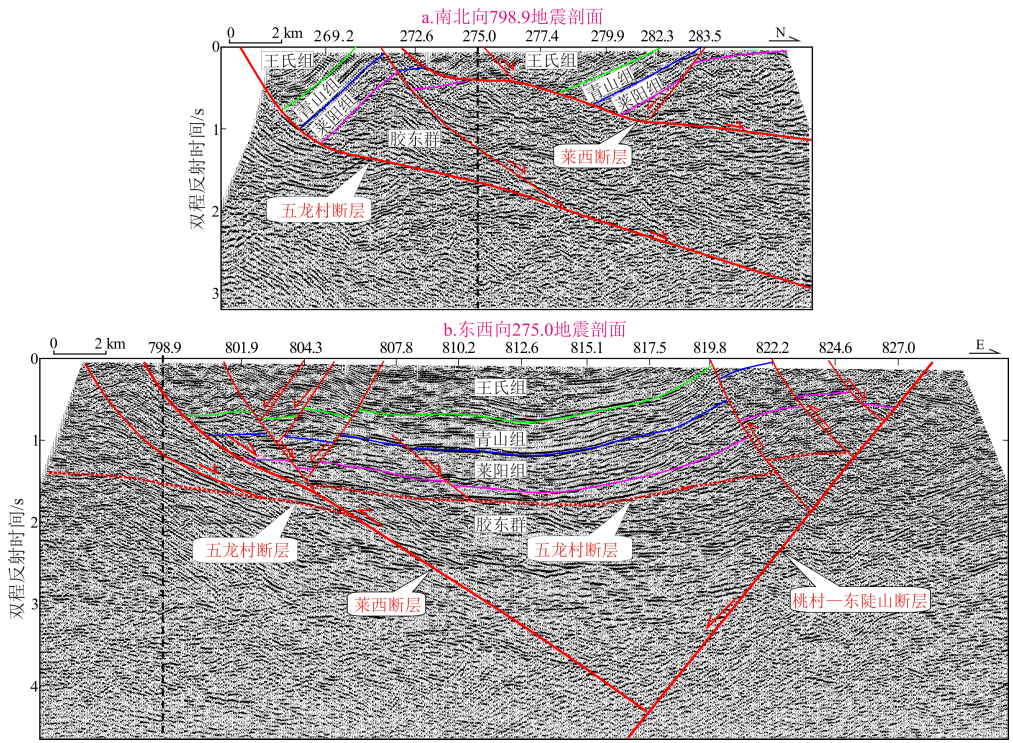 a.南北向798.9地震剖面
0 2 km 269.2 272.6 275.0 277.4 279.9 282.3 283.5 N
0
王氏组 王氏组
青山组 青山组
莱阳组 莱阳组
1
胶东群
莱西断层
双程反射时间/s
五龙村断层
2
3
b.东西向275.0地震剖面
0 2 km 798.9 801.9 804.3 807.8 810.2 812.6 815.1 817.5 819.8 822.2 824.6 827.0 E
0
王氏组
青山组
1
莱阳组
胶东群
2
五龙村断层 五龙村断层
双程反射时间/s
莱西断层 桃村—东陡山断层
3
4